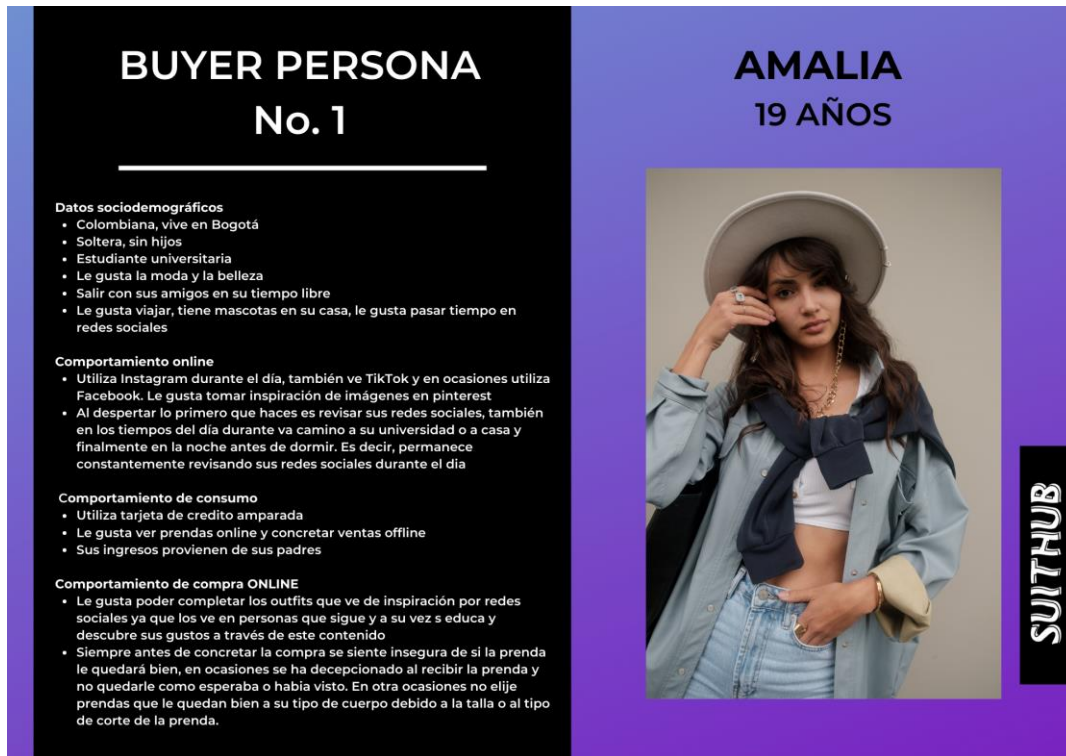 BUYER PERSONA
No. 1
Datos sociodemográficos
• Colombiana, vive en Bogotá
• Soltera, sin hijos
• Estudiante universitaria
• Le gusta la moda y la belleza
• Salir con sus amigos en su tiempo libre
• Le gusta viajar, tiene mascotas en su casa, le gusta pasar tiempo en
redes sociales
Comportamiento online
• Utiliza Instagram durante el día, también ve TikTok y en ocasiones utiliza
Facebook. Le gusta tomar inspiración de imágenes en pinterest
• Al despertar lo primero que haces es revisar sus redes sociales, también
en los tiempos del día durante va camino a su universidad o a casa y
finalmente en la noche antes de dormir. Es decir, permanece
constantemente revisando sus redes sociales durante el dia
Comportamiento de consumo
• Utiliza tarjeta de credito amparada
• Le gusta ver prendas online y concretar ventas offline
• Sus ingresos provienen de sus padres
Comportamiento de compra ONLINE
• Le gusta poder completar los outfits que ve de inspiración por redes
sociales ya que los ve en personas que sigue y a su vez s educa y
descubre sus gustos a través de este contenido
• Siempre antes de concretar la compra se siente insegura de si la prenda
le quedará bien, en ocasiones se ha decepcionado al recibir la prenda y
no quedarle como esperaba o habia visto. En otra ocasiones no elije
prendas que le quedan bien a su tipo de cuerpo debido a la talla o al tipo
de corte de la prenda.
AMALIA
19 AÑOS
SUITHUB